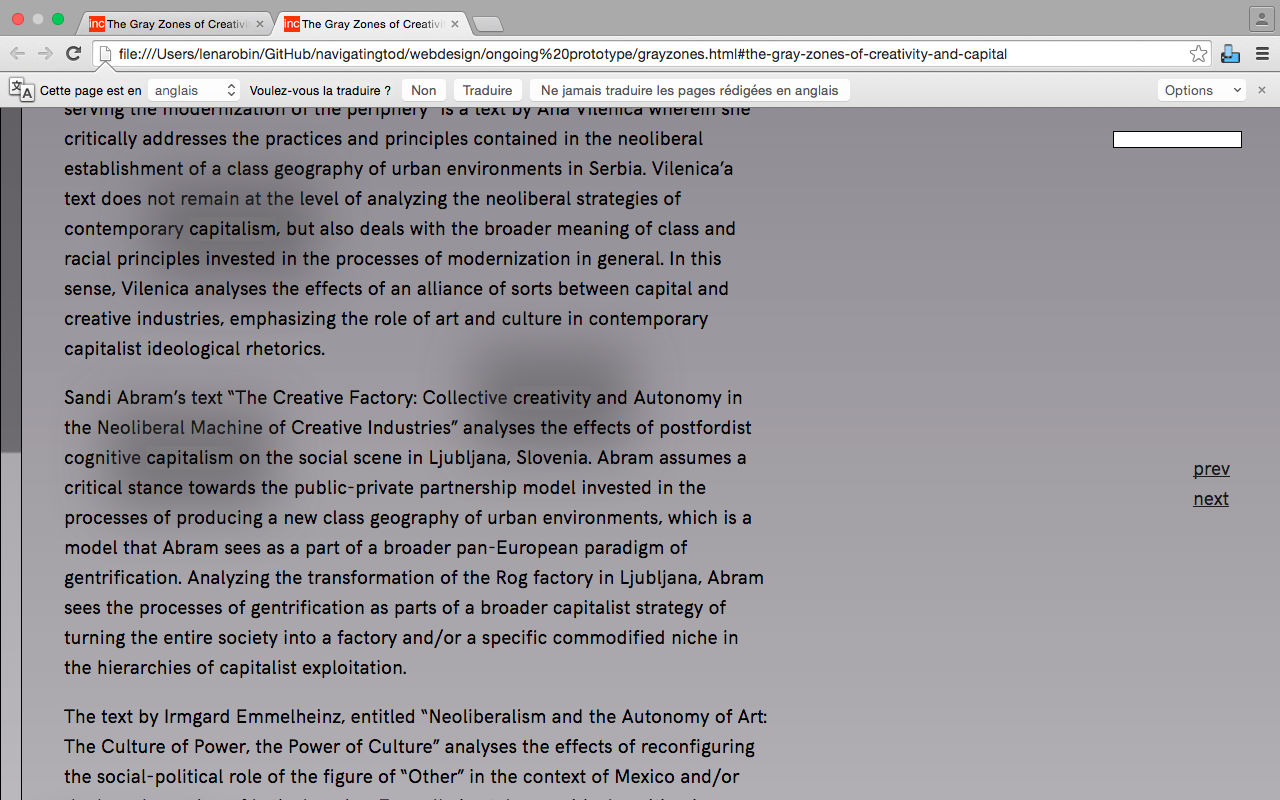 The Gray Zones of Creativi
The Gray Zones of Creativi
file:///Users/lenarobin/GitHub/navigatingtod/webdesign/ongoing%20prototype/grayzones.html#the-gray-zones-of-creativity-and-capital
Cette page est en anglais Voulez-vous la traduire ? Non Traduire Ne jamais traduire les pages rédigées en anglais Options
serving the modernization of the periphery" is a text by Ana Vilenica wherein she
critically addresses the practices and principles contained in the neoliberal
establishment of a class geography of urban environments in Serbia. Vilenica’a
text does not remain at the level of analyzing the neoliberal strategies of
contemporary capitalism, but also deals with the broader meaning of class and
racial principles invested in the processes of modernization in general. In this
sense, Vilenica analyses the effects of an alliance of sorts between capital and
creative industries, emphasizing the role of art and culture in contemporary
capitalist ideological rhetorics.
Sandi Abram’s text “The Creative Factory: Collective creativity and Autonomy in
the Neoliberal Machine of Creative Industries” analyses the effects of postfordist
cognitive capitalism on the social scene in Ljubljana, Slovenia. Abram assumes a
critical stance towards the public-private partnership model invested in the
processes of producing a new class geography of urban environments, which is a
model that Abram sees as a part of a broader pan-European paradigm of
gentrification. Analyzing the transformation of the Rog factory in Ljubljana, Abram
sees the processes of gentrification as parts of a broader capitalist strategy of
turning the entire society into a factory and/or a specific commodified niche in
the hierarchies of capitalist exploitation.
The text by Irmgard Emmelheinz, entitled “Neoliberalism and the Autonomy of Art:
The Culture of Power, the Power of Culture” analyses the effects of reconfiguring
the social-political role of the figure of “Other” in the context of Mexico and/or
prev
next